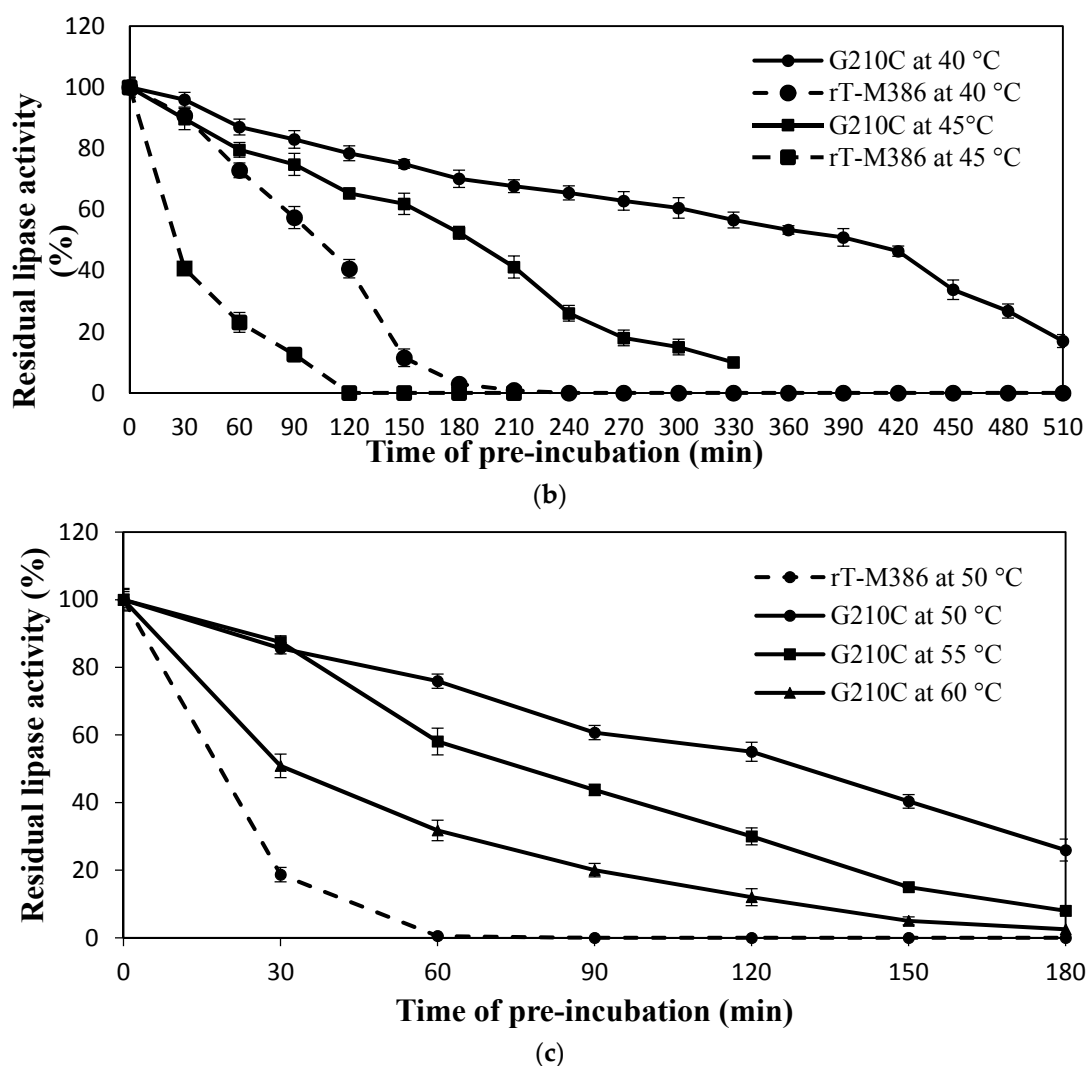 120
100
80
60
40
20
0
Residual lipase activity
(%)
G210C at 40 °C
rT-M386 at 40 °C
G210C at 45°C
rT-M386 at 45 °C
0 30 60 90 120 150 180 210 240 270 300 330 360 390 420 450 480 510
Time of pre-incubation (min)
(b)
120
100
80
60
40
20
0
Residual lipase activity (%)
rT-M386 at 50 °C
G210C at 50 °C
G210C at 55 °C
G210C at 60 °C
0 30 60 90 120 150 180
Time of pre-incubation (min)
(c)